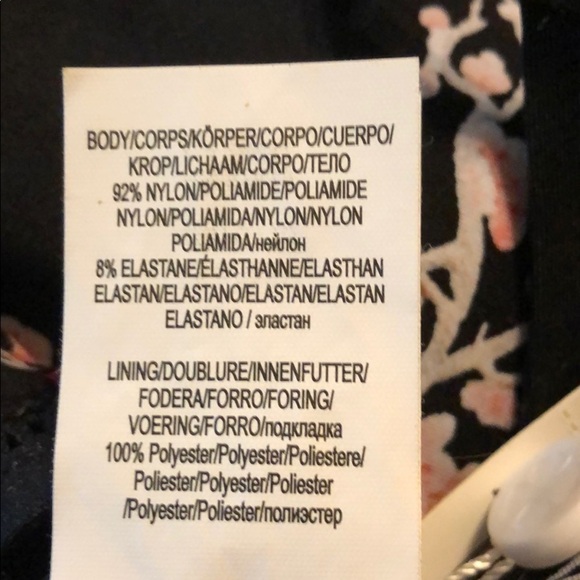 BODY/CORPS/KÖRPER/CORPO/CUERPO/
KROP/LICHAAM/CORPO/ТЕЛО
92% NYLON/POLIAMIDE/POLIAMIDE
NYLON/POLIAMIDA/NYLON/NYLON
POLIAMIDA/нейлон
8% ELASTANE/ÉLASTHANNE/ELASTHAN
ELASTAN/ELASTANO/ELASTAN/ELASTAN
ELASTANO / эластан
LINING/DOUBLURE/INNENFUTTER/
FODERA/FORRO/FORING/
VOERING/FORRO/подкладка
100% Polyester/Polyester/Poliestere/
Poliester/Polyester/Poliester
/Polyester/Poliester/полиэстер